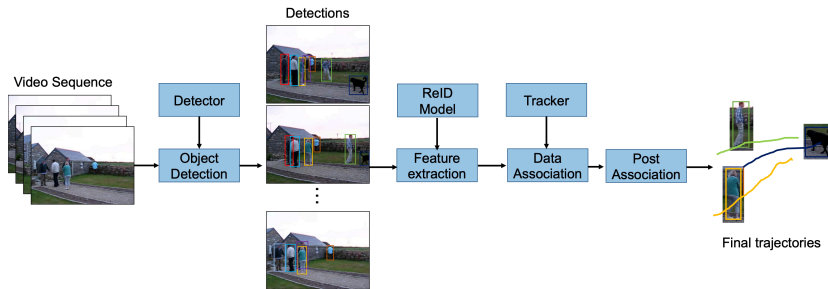 Detections
Video Sequence
Detector
ReID
Model
Tracker
Object
Detection
Feature
extraction
Data
Association
Post
Association
Final trajectories